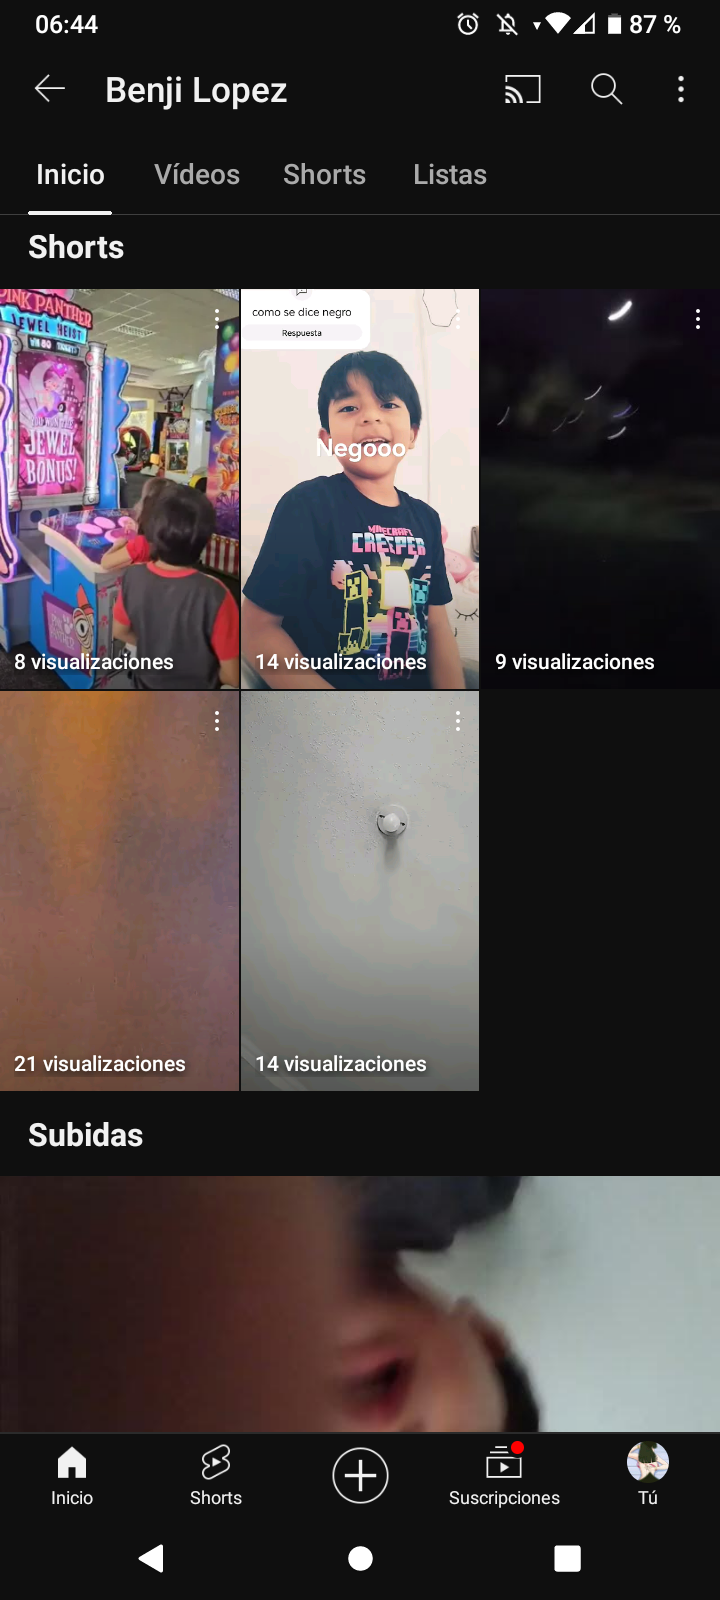 06:44
87 %
Benji Lopez
Inicio
Vídeos
Shorts
Listas
Shorts
PINK PANTHER
JEWEL HEIST
JEWEL
BONUS!
8 visualizaciones
como se dice negro
Respuesta
Negooo
MINECRAFT
CREEPER
14 visualizaciones
9 visualizaciones
21 visualizaciones
14 visualizaciones
Subidas
Inicio
Shorts
Suscripciones
Tú